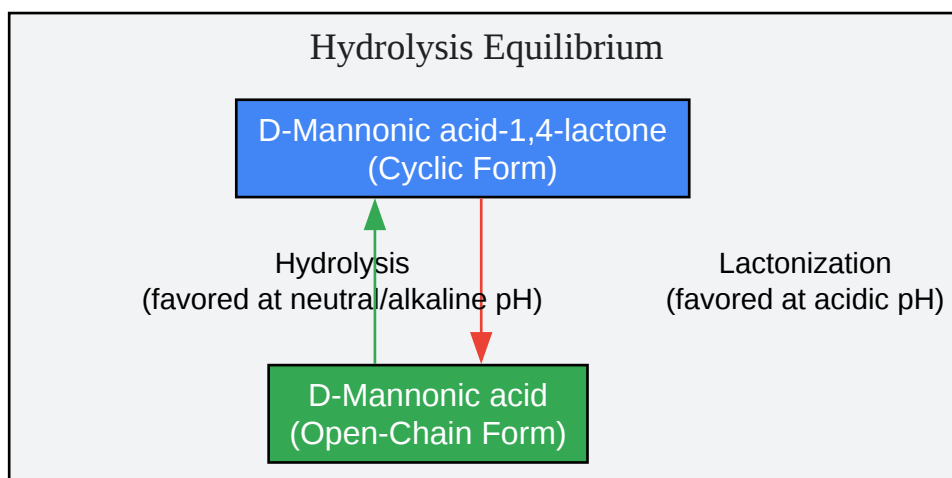 Hydrolysis Equilibrium
D-Mannonic acid-1,4-lactone
(Cyclic Form)
Hydrolysis
(favored at neutral/alkaline pH)
Lactonization
(favored at acidic pH)
D-Mannonic acid
(Open-Chain Form)